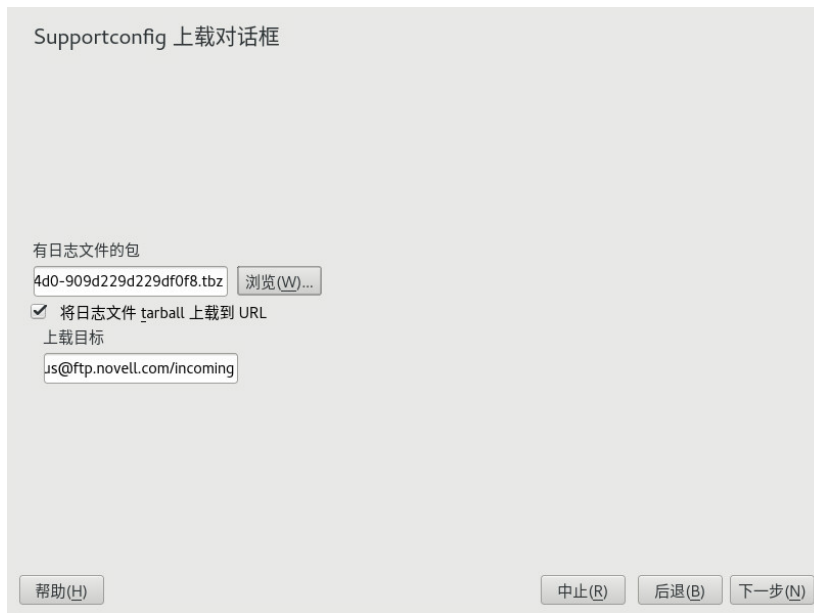 Supportconfig 上载对话框
有日志文件的包
4d0-909d229d229df0f8.tbz 浏览(W)...
将日志文件 tarball 上载到 URL
上载目标
us@ftp.novell.com/incoming
帮助(H) 中止(R) 后退(B) 下一步(N)